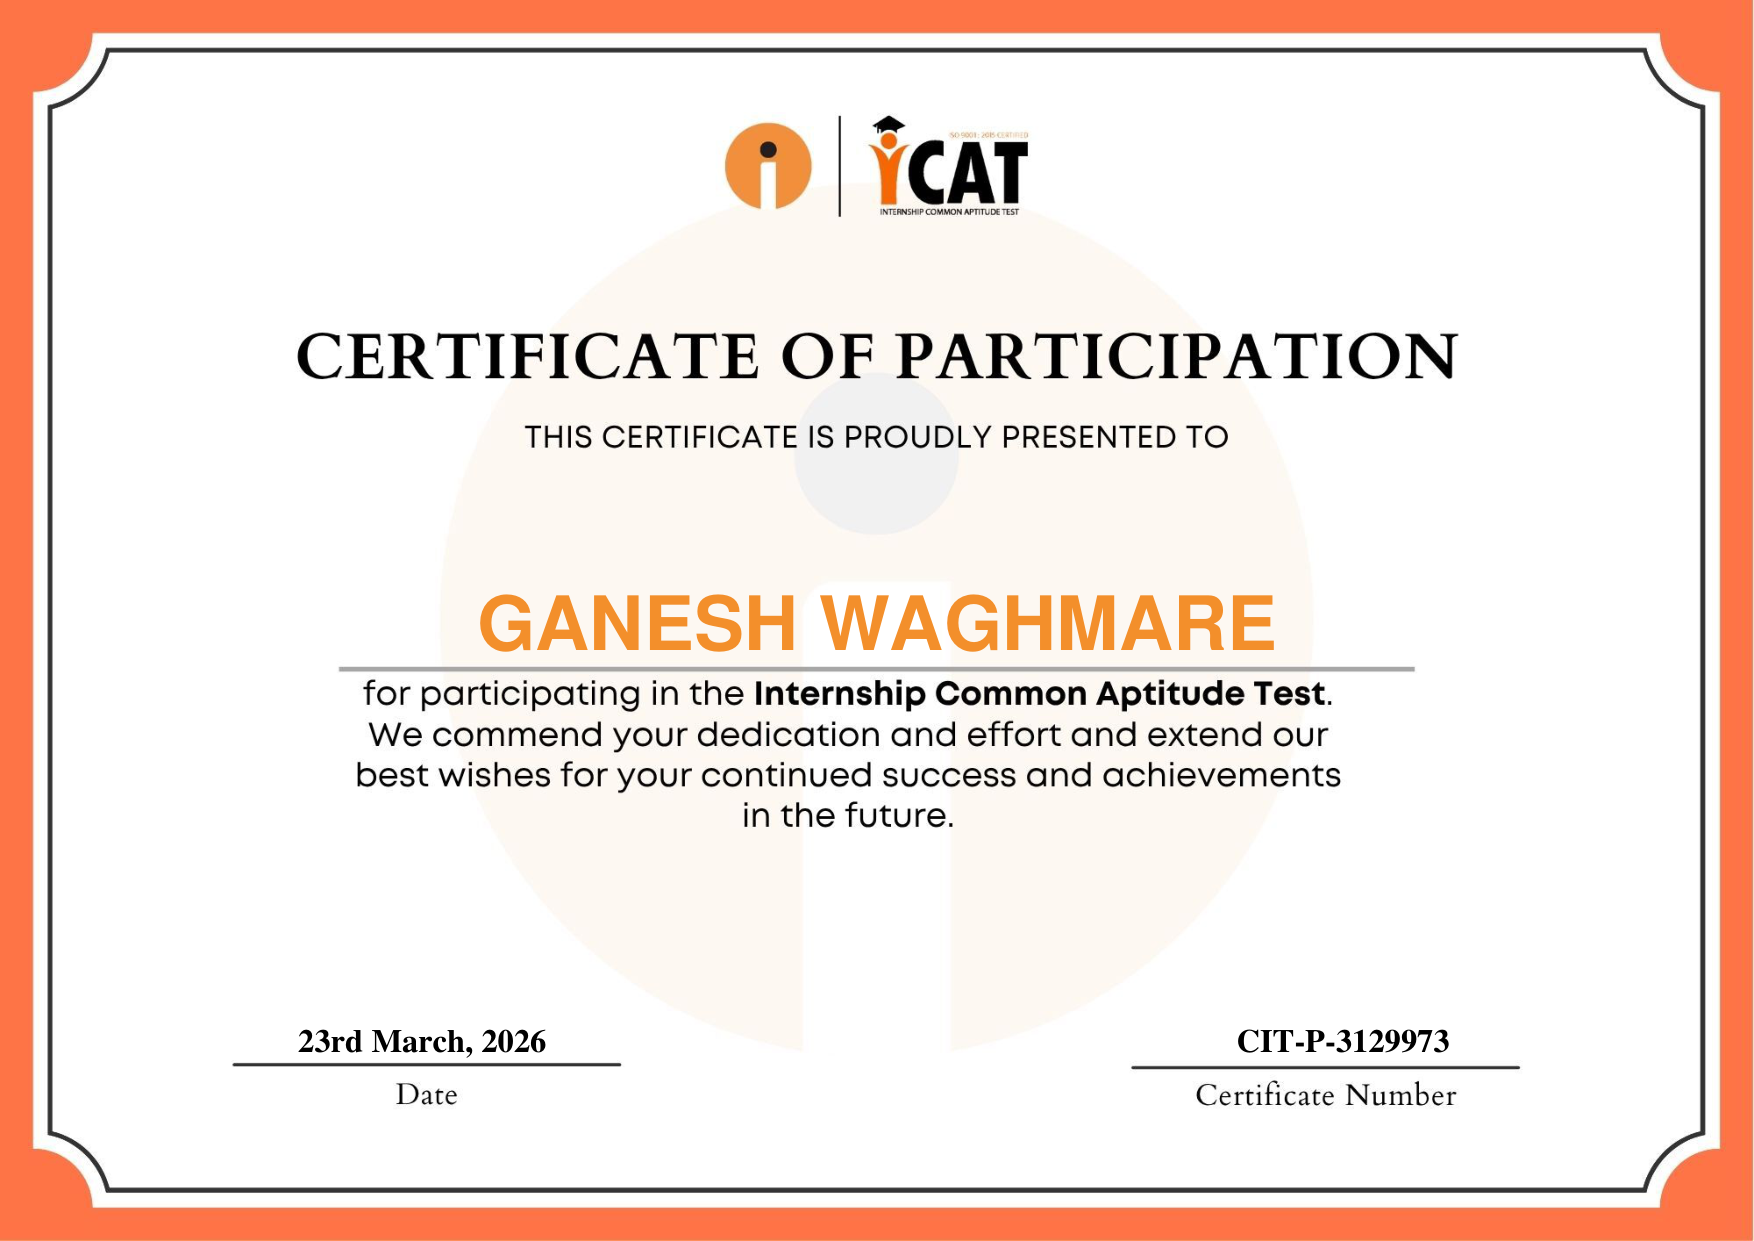 ISO 9001: 2015 CERTIFIED
iCAT
INTERNSHIP COMMON APTITUDE TEST
CERTIFICATE OF PARTICIPATION
THIS CERTIFICATE IS PROUDLY PRESENTED TO
GANESH WAGHMARE
for participating in the Internship Common Aptitude Test.
We commend your dedication and effort and extend our
best wishes for your continued success and achievements
in the future.
23rd March, 2026
Date
CIT-P-3129973
Certificate Number